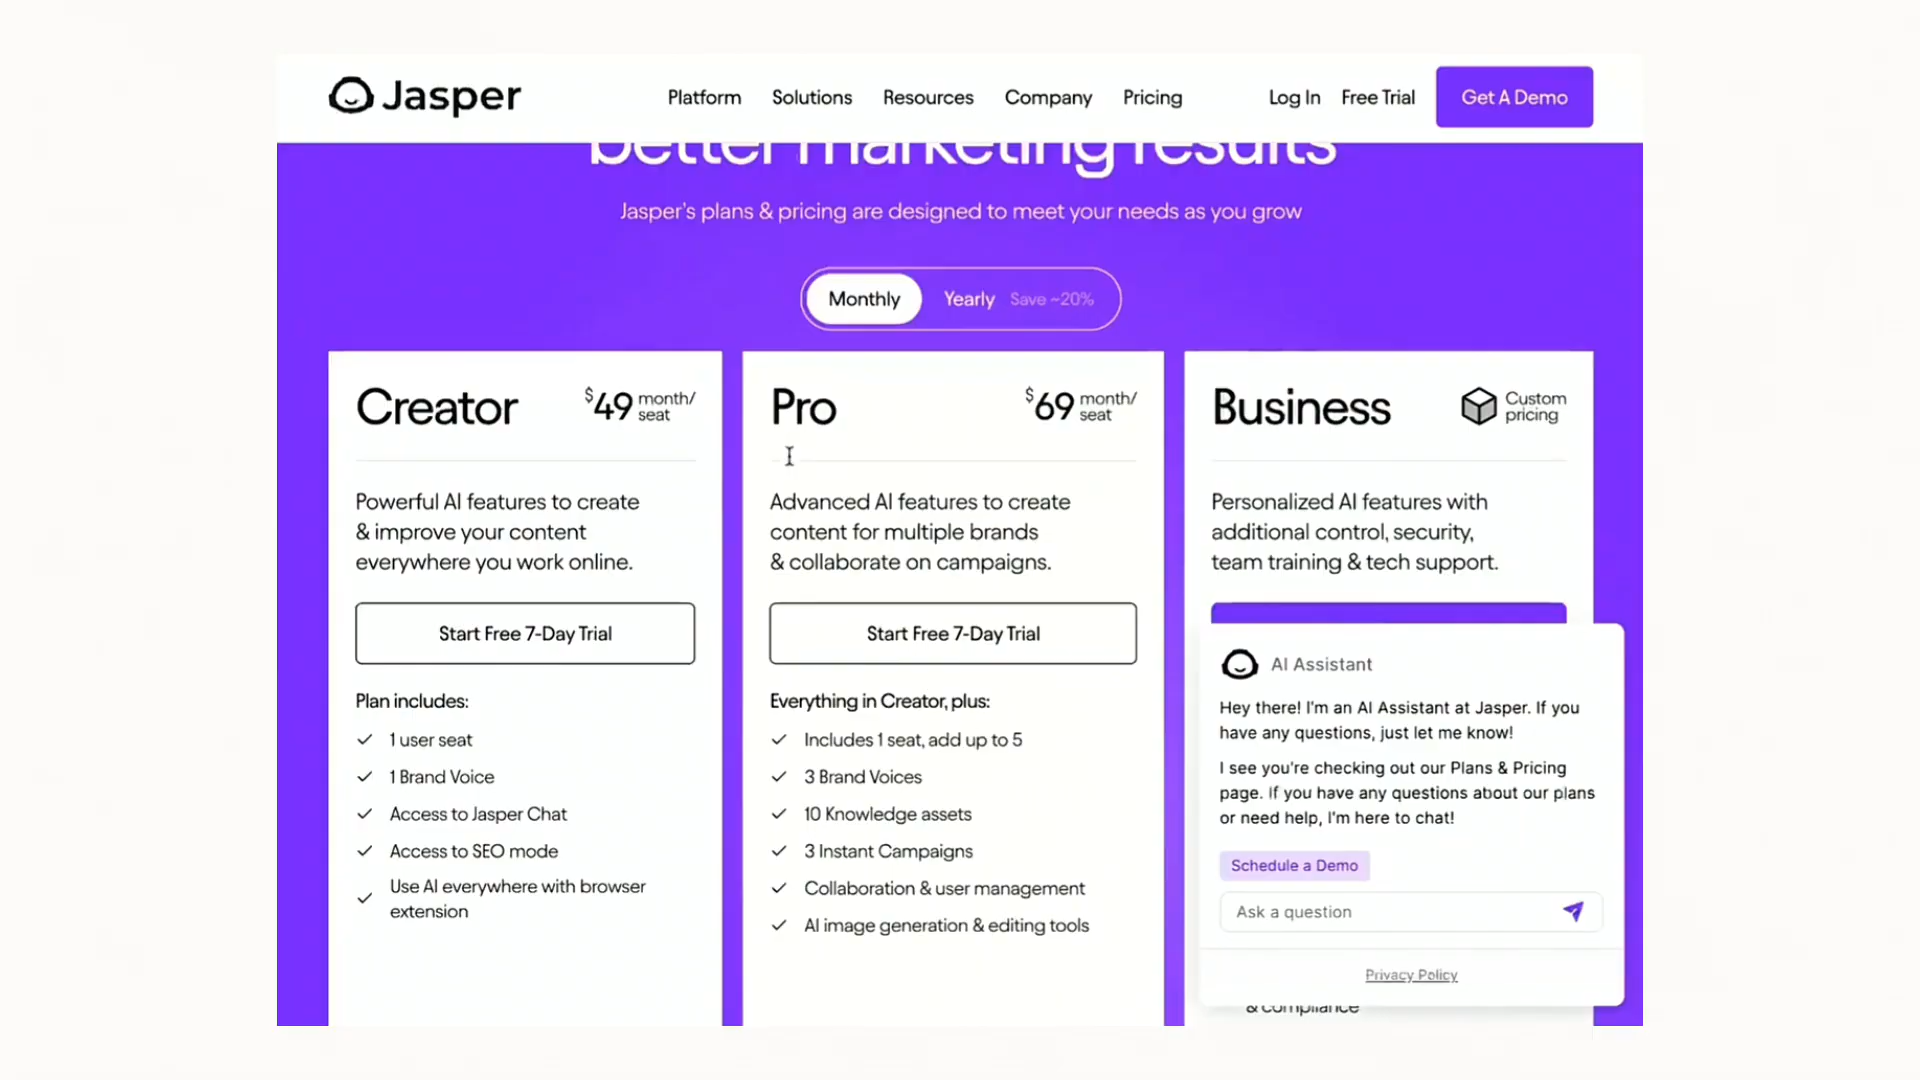 Jasper
Platform Solutions Resources Company Pricing Log In Free Trial Get A Demo
better marketing results
Jasper's plans & pricing are designed to meet your needs as you grow
Monthly Yearly Save ~20%
Creator $49 month/
seat
Powerful AI features to create
& improve your content
everywhere you work online.
Start Free 7-Day Trial
Plan includes:
1 user seat
1 Brand Voice
Access to Jasper Chat
Access to SEO mode
Use AI everywhere with browser
extension
Pro $69 month/
seat
Advanced AI features to create
content for multiple brands
& collaborate on campaigns.
Start Free 7-Day Trial
Everything in Creator, plus:
Includes 1 seat, add up to 5
3 Brand Voices
10 Knowledge assets
3 Instant Campaigns
Collaboration & user management
AI image generation & editing tools
Business Custom
pricing
Personalized AI features with
additional control, security,
team training & tech support.
AI Assistant
Hey there! I'm an AI Assistant at Jasper. If you
have any questions, just let me know!
I see you're checking out our Plans & Pricing
page. If you have any questions about our plans
or need help, I'm here to chat!
Schedule a Demo
Ask a question
Privacy Policy
& compliance